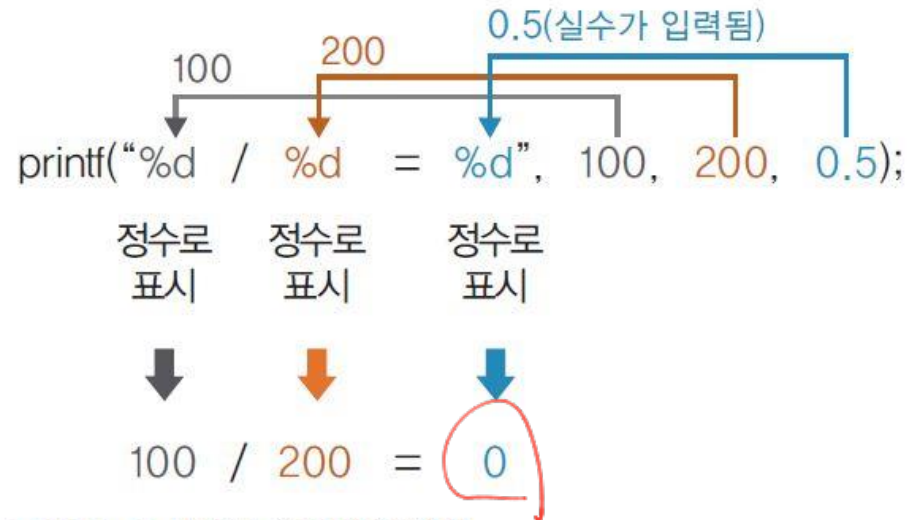 0.5(실수가 입력됨)
100 200
printf(“%d / %d = %d”, 100, 200, 0.5);
정수로 정수로 정수로
표시 표시 표시
100 / 200 = 0